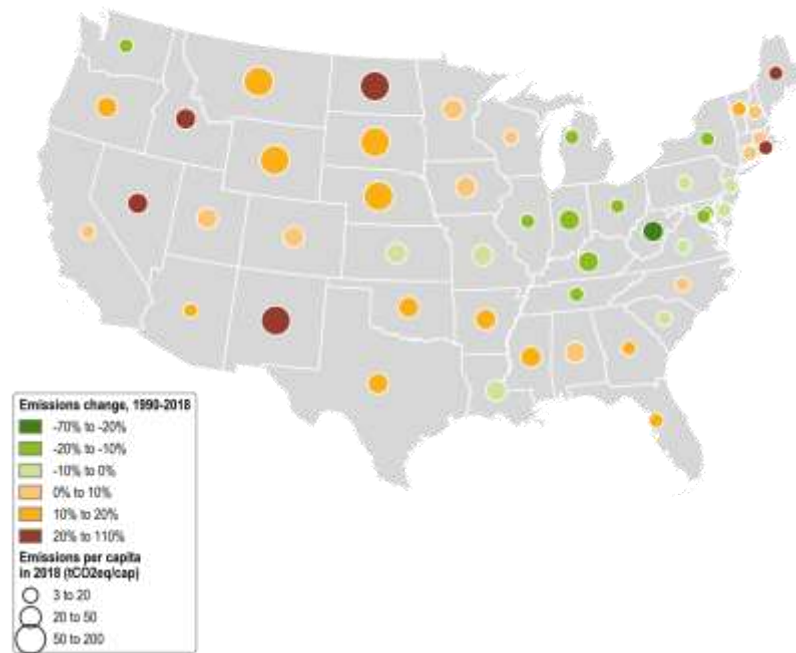 Emissions change, 1990-2018
-70% to -20%
-20% to -10%
-10% to 0%
0% to 10%
10% to 20%
20% to 110%
Emissions per capita
in 2018 (tCO2eq/cap)
3 to 20
20 to 50
50 to 200